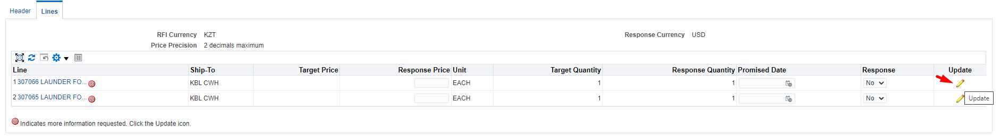 Header Lines
RFI Currency KZT Response Currency USD
Price Precision 2 decimals maximum
Line Ship-To Target Price Response Price Unit Target Quantity Response Quantity Promised Date Response Update
1 307066 LAUNDER FO... KBL CWH EACH 1 1 No
2 307065 LAUNDER FO... KBL CWH EACH 1 1 No Update
Indicates more information requested. Click the Update icon.